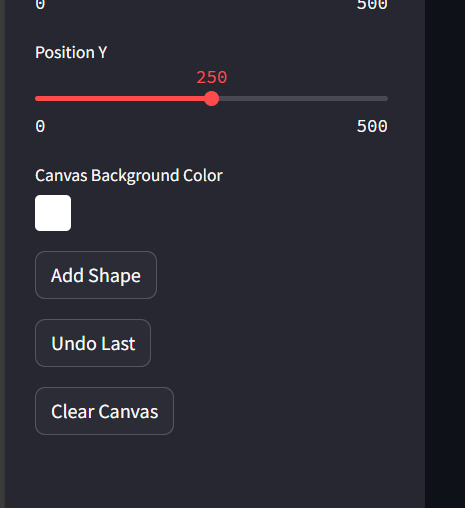 0 500
Position Y
250
0 500
Canvas Background Color
Add Shape
Undo Last
Clear Canvas